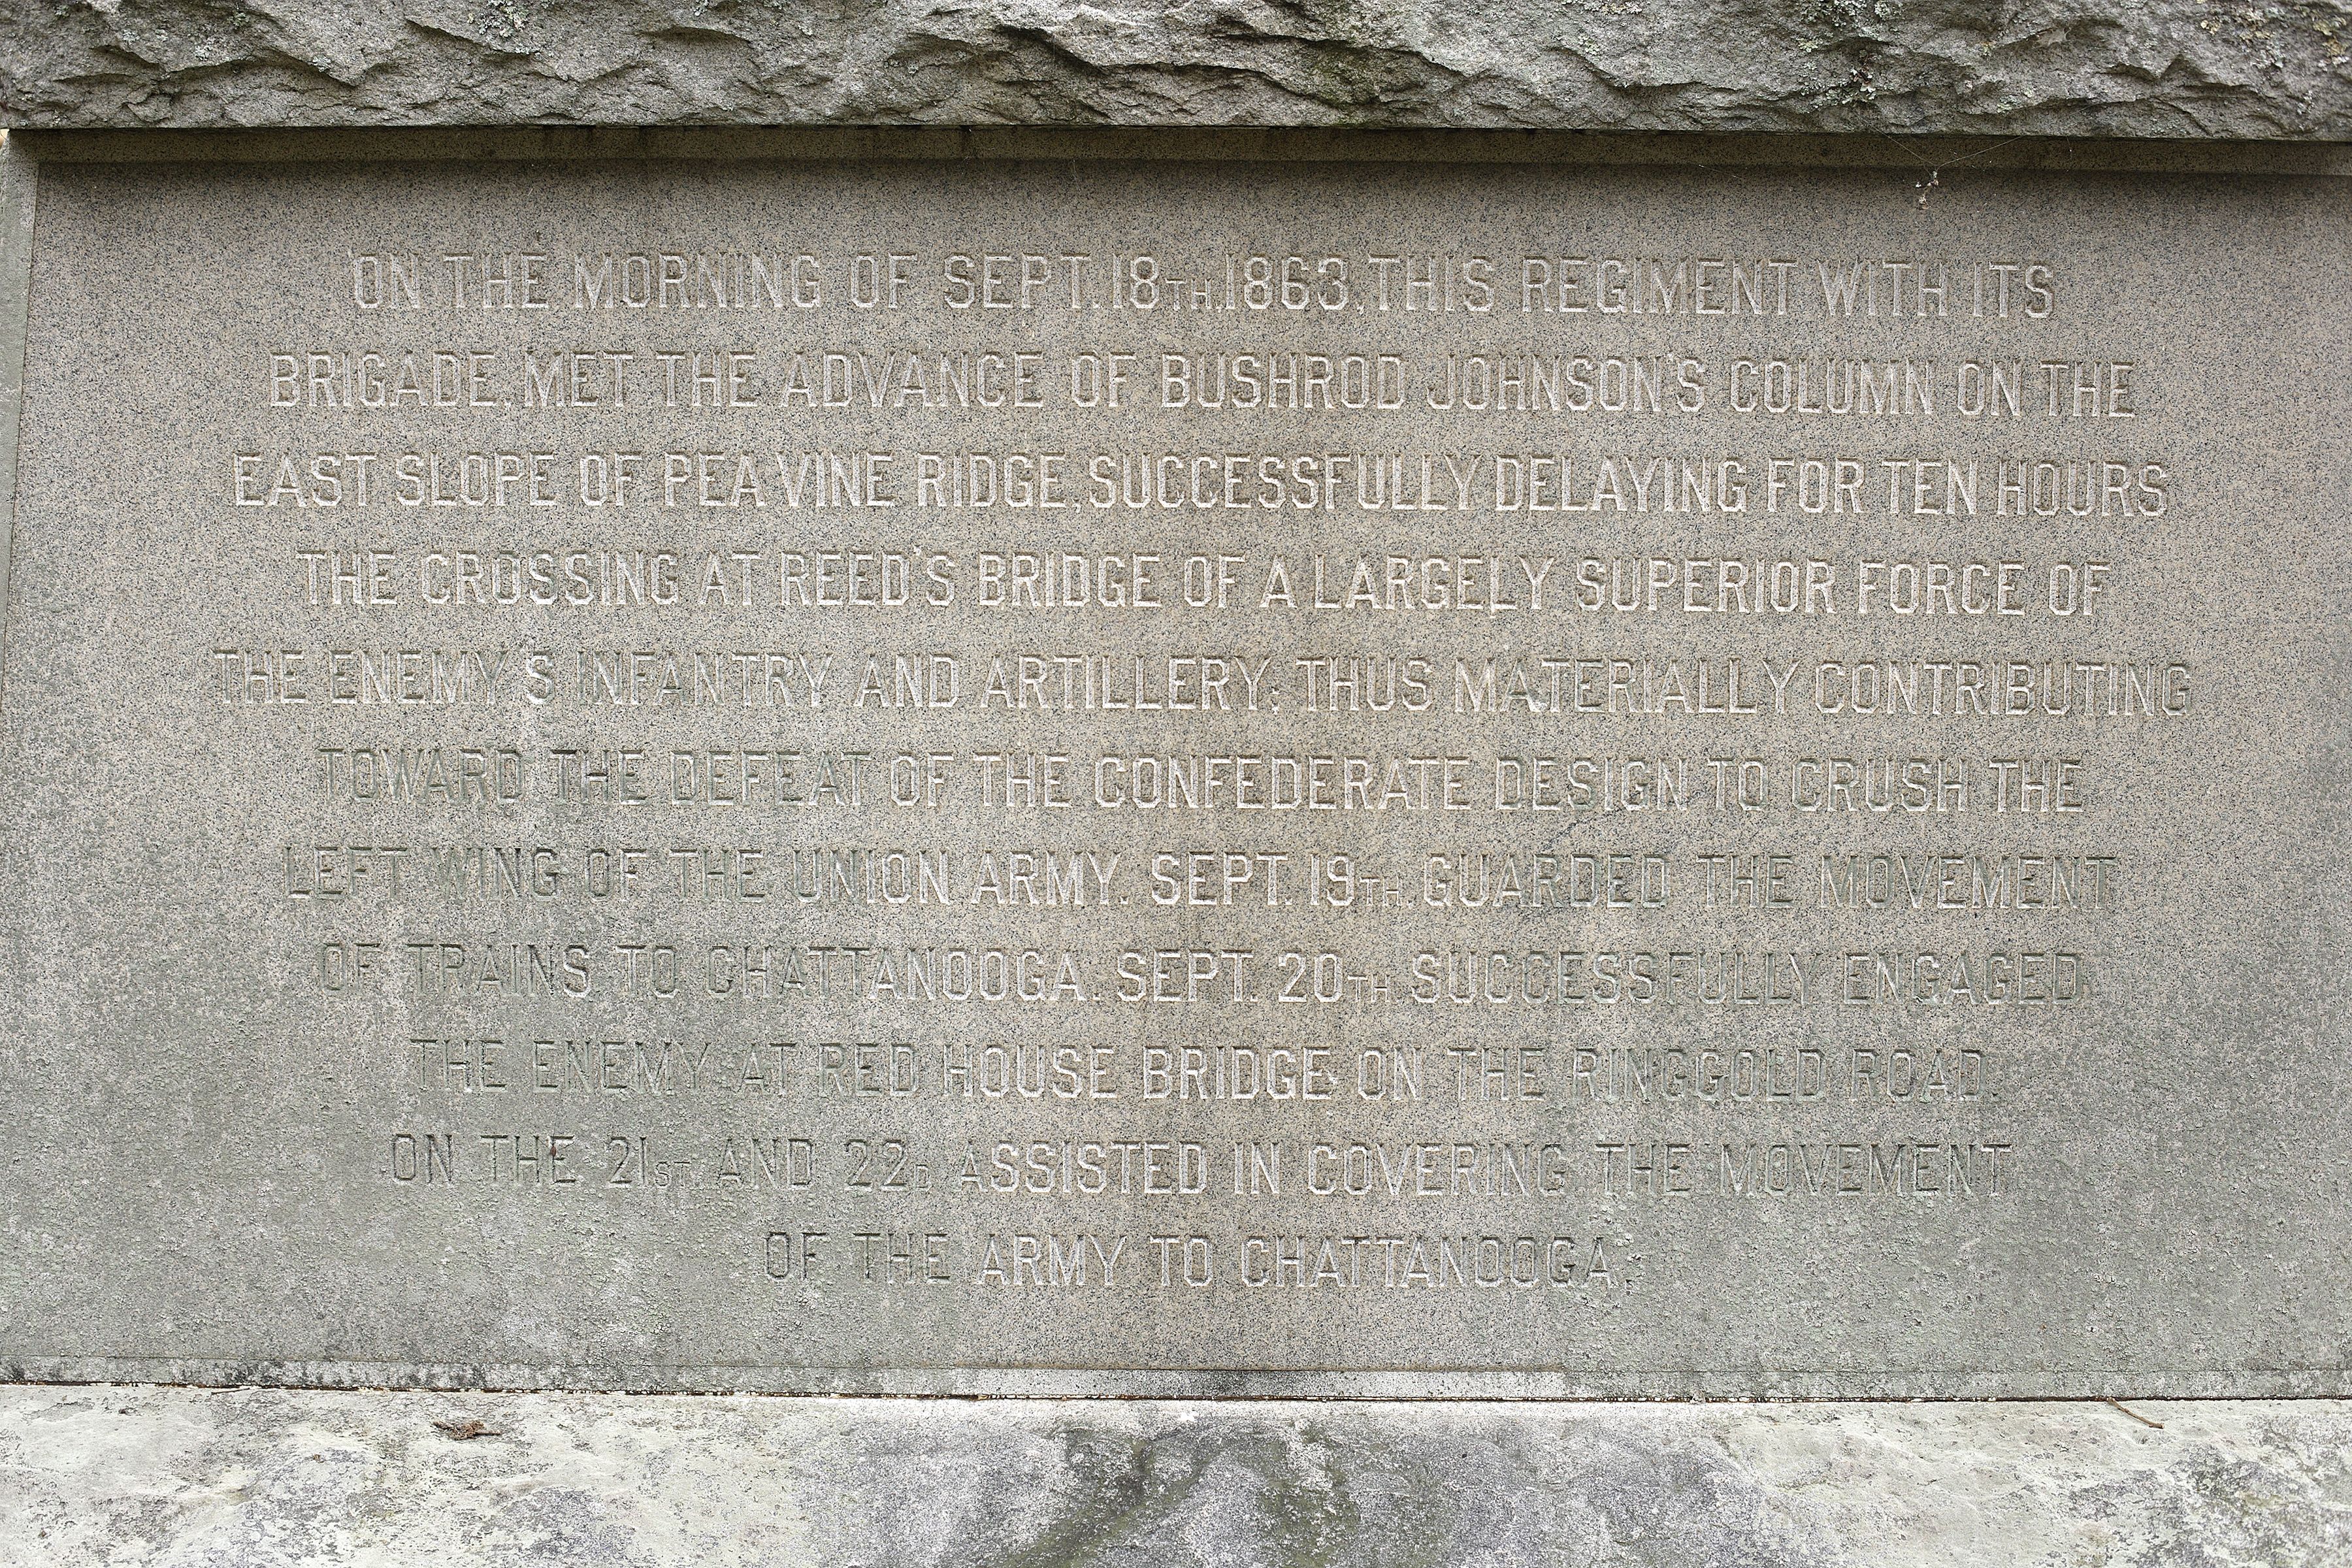 ON THE MORNING OF SEPT. 18TH. 1863, THIS REGIMENT WITH ITS
BRIGADE, MET THE ADVANCE OF BUSHROD JOHNSON'S COLUMN ON THE
EAST SLOPE OF PEA VINE RIDGE, SUCCESSFULLY DELAYING FOR TEN HOURS
THE CROSSING AT REED'S BRIDGE OF A LARGELY SUPERIOR FORCE OF
THE ENEMY'S INFANTRY AND ARTILLERY; THUS MATERIALLY CONTRIBUTING
TOWARD THE DEFEAT OF THE CONFEDERATE DESIGN TO CRUSH THE
LEFT WING OF THE UNION ARMY. SEPT. 19TH. GUARDED THE MOVEMENT
OF TRAINS TO CHATTANOOGA. SEPT. 20TH SUCCESSFULLY ENGAGED
THE ENEMY AT RED HOUSE BRIDGE ON THE RINGGOLD ROAD.
ON THE 21ST. AND 22D ASSISTED IN COVERING THE MOVEMENT
OF THE ARMY TO CHATTANOOGA.